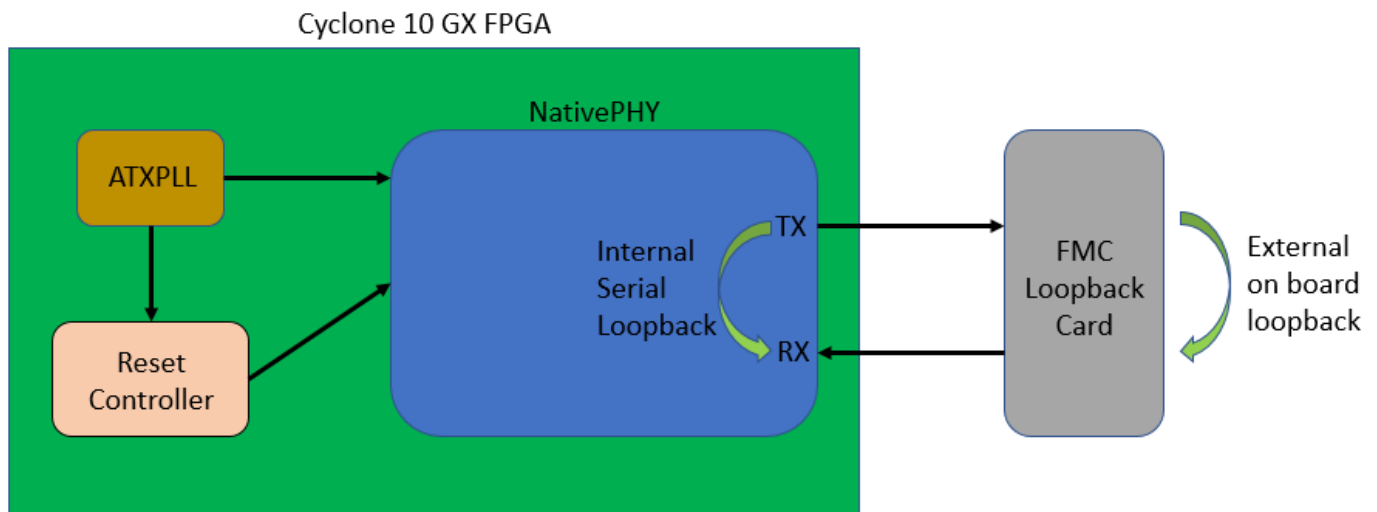 Cyclone 10 GX FPGA
NativePHY
ATXPLL
Reset
Controller
Internal
Serial
Loopback
TX
RX
FMC
Loopback
Card
External
on board
loopback